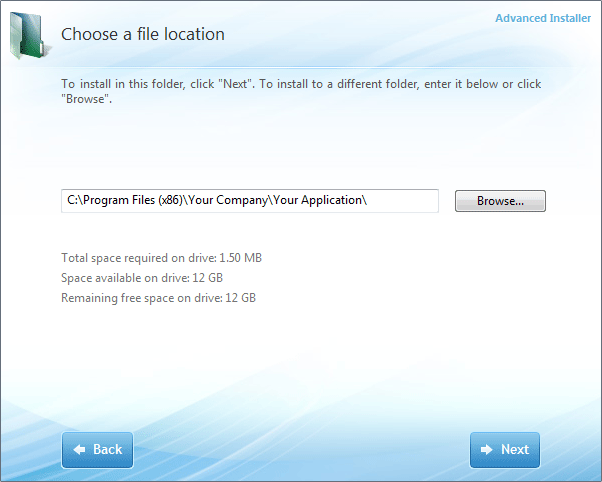 Advanced Installer
Choose a file location
To install in this folder, click "Next". To install to a different folder, enter it below or click
"Browse".
C:\Program Files (x86)\Your Company\Your Application\
Browse...
Total space required on drive: 1.50 MB
Space available on drive: 12 GB
Remaining free space on drive: 12 GB
Back
Next